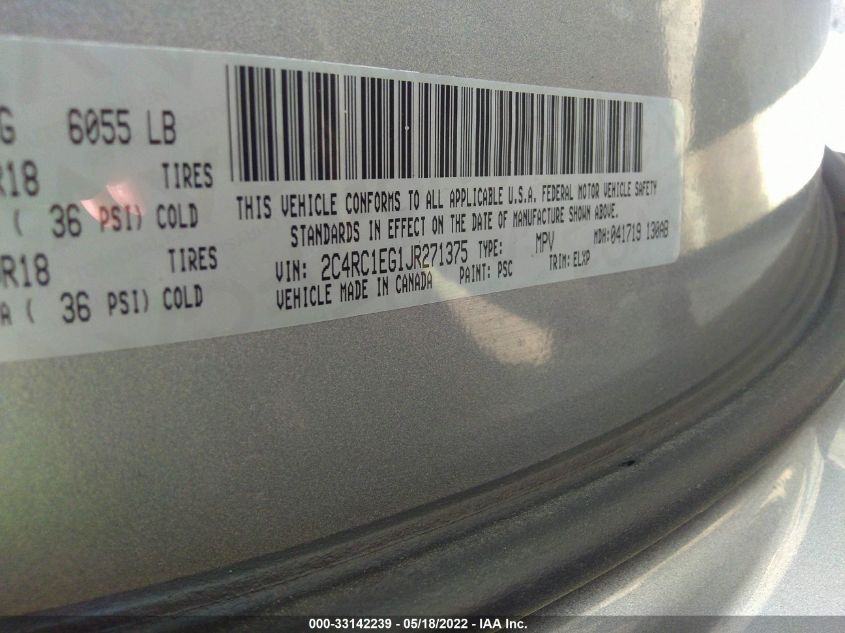 G 6055 LB
R18 TIRES
( 36 PSI) COLD
R18 TIRES
A ( 36 PSI) COLD
THIS VEHICLE CONFORMS TO ALL APPLICABLE U.S.A. FEDERAL MOTOR VEHICLE SAFETY
STANDARDS IN EFFECT ON THE DATE OF MANUFACTURE SHOWN ABOVE.
VIN: 2C4RC1EG1JR271375 TYPE: MPV MDH:041719 130AB
VEHICLE MADE IN CANADA PAINT: PSC TRIM: ELXP
000-33142239 - 05/18/2022 - IAA Inc.